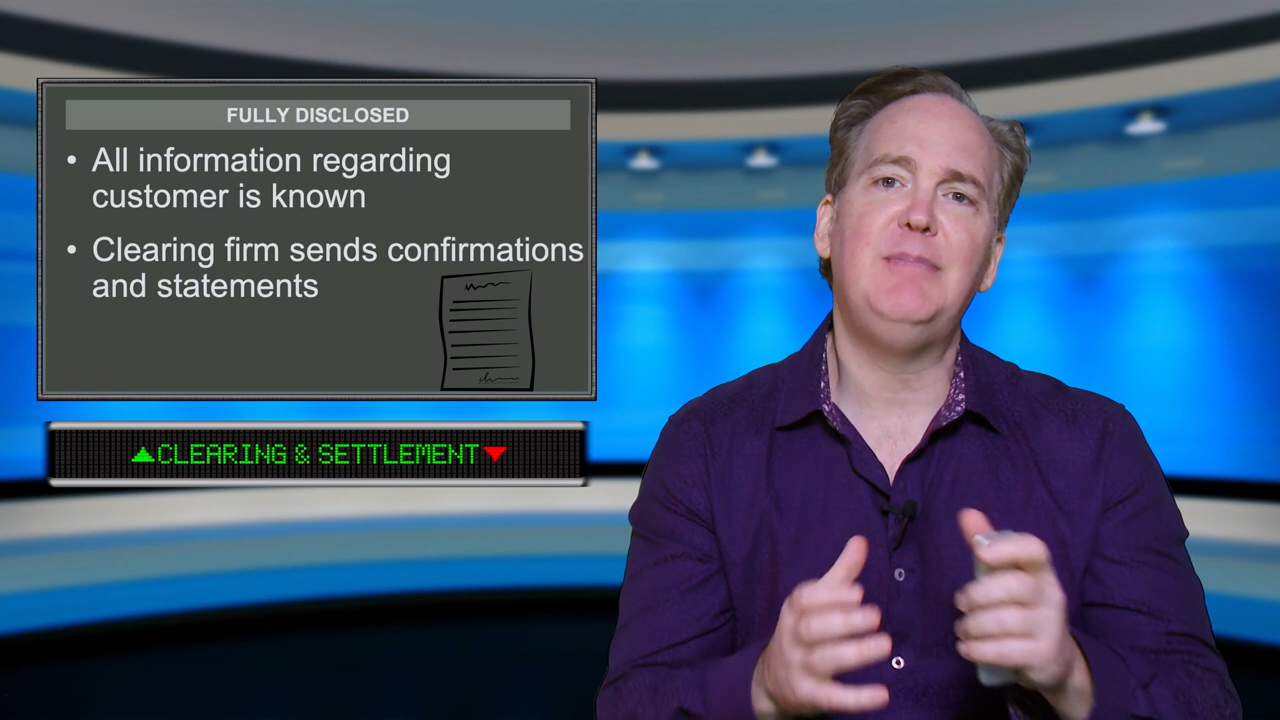 FULLY DISCLOSED
• All information regarding
customer is known
• Clearing firm sends confirmations
and statements
CLEARING & SETTLEMENT